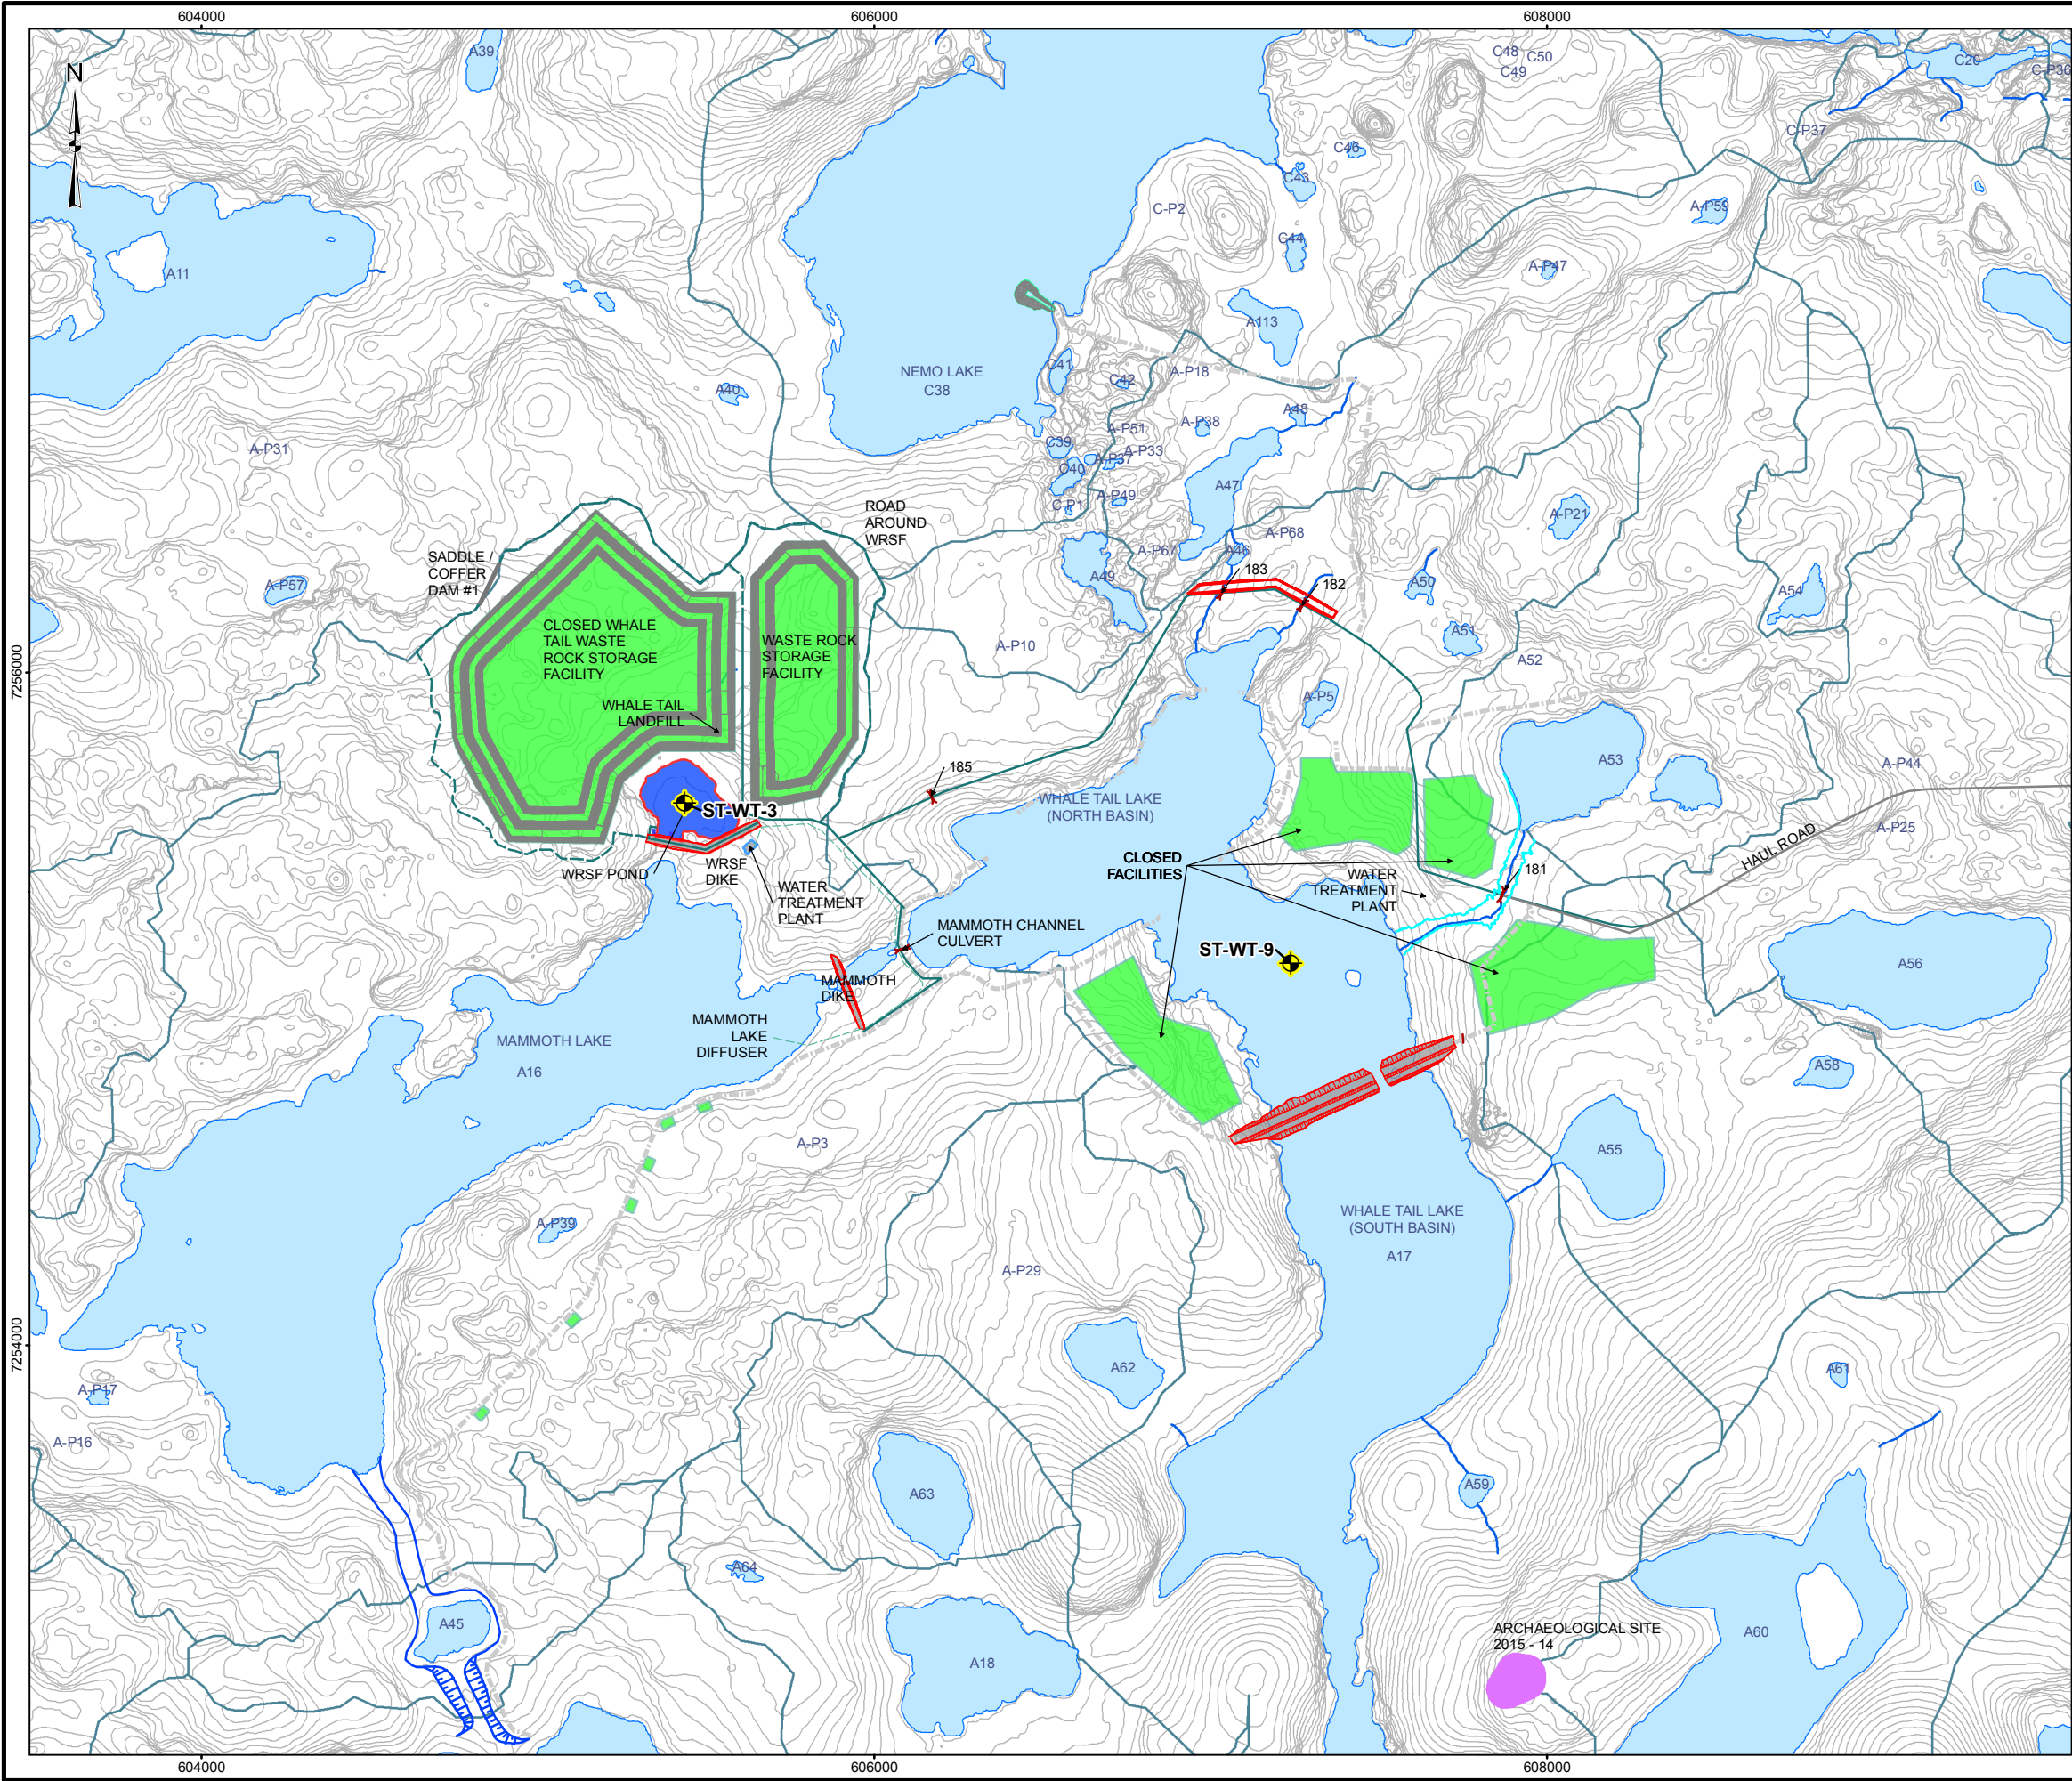 604000
606000
608000
A39
C48
C50
C49
C20
C-P36
N
C-P37
C46
C43
C-P2
A-P59
C44
A11
A-P47
A113
C41
NEMO LAKE
C38
C42
A-P18
A40
A48
A-P38
A-P51
A-P31
C39
A-P33
A-P37
C40
A47
A-P49
C-P1
A-P21
ROAD
AROUND
WRSF
A-P68
A-P67
A46
SADDLE /
COFFER
DAM #1
A49
183
182
A50
A-P57
A54
CLOSED WHALE
TAIL WASTE
ROCK STORAGE
FACILITY
WASTE ROCK
STORAGE
FACILITY
A-P10
A51
A52
7256000
A-P5
WHALE TAIL
LANDFILL
A53
A-P44
185
WHALE TAIL LAKE
(NORTH BASIN)
ST-WT-3
A-P25
HAUL ROAD
CLOSED
FACILITIES
WRSF POND
WRSF
DIKE
WATER
TREATMENT
PLANT
WATER
TREATMENT
PLANT
181
MAMMOTH CHANNEL
CULVERT
ST-WT-9
A56
MAMMOTH
DIKE
MAMMOTH
LAKE
DIFFUSER
MAMMOTH LAKE
A16
A58
A-P3
A55
A-P39
WHALE TAIL LAKE
(SOUTH BASIN)
A17
A-P29
7254000
A62
A61
A-P17
A-P16
A59
A63
A64
A45
ARCHAEOLOGICAL SITE
2015 - 14
A60
A18
604000
606000
608000